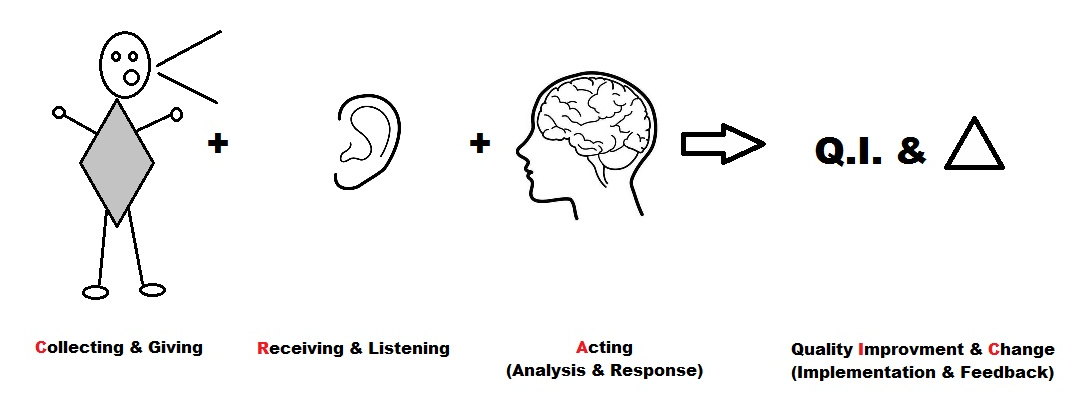 +
+
Q.I. &
Collecting & Giving
Receiving & Listening
Acting
(Analysis & Response)
Quality Improvment & Change
(Implementation & Feedback)